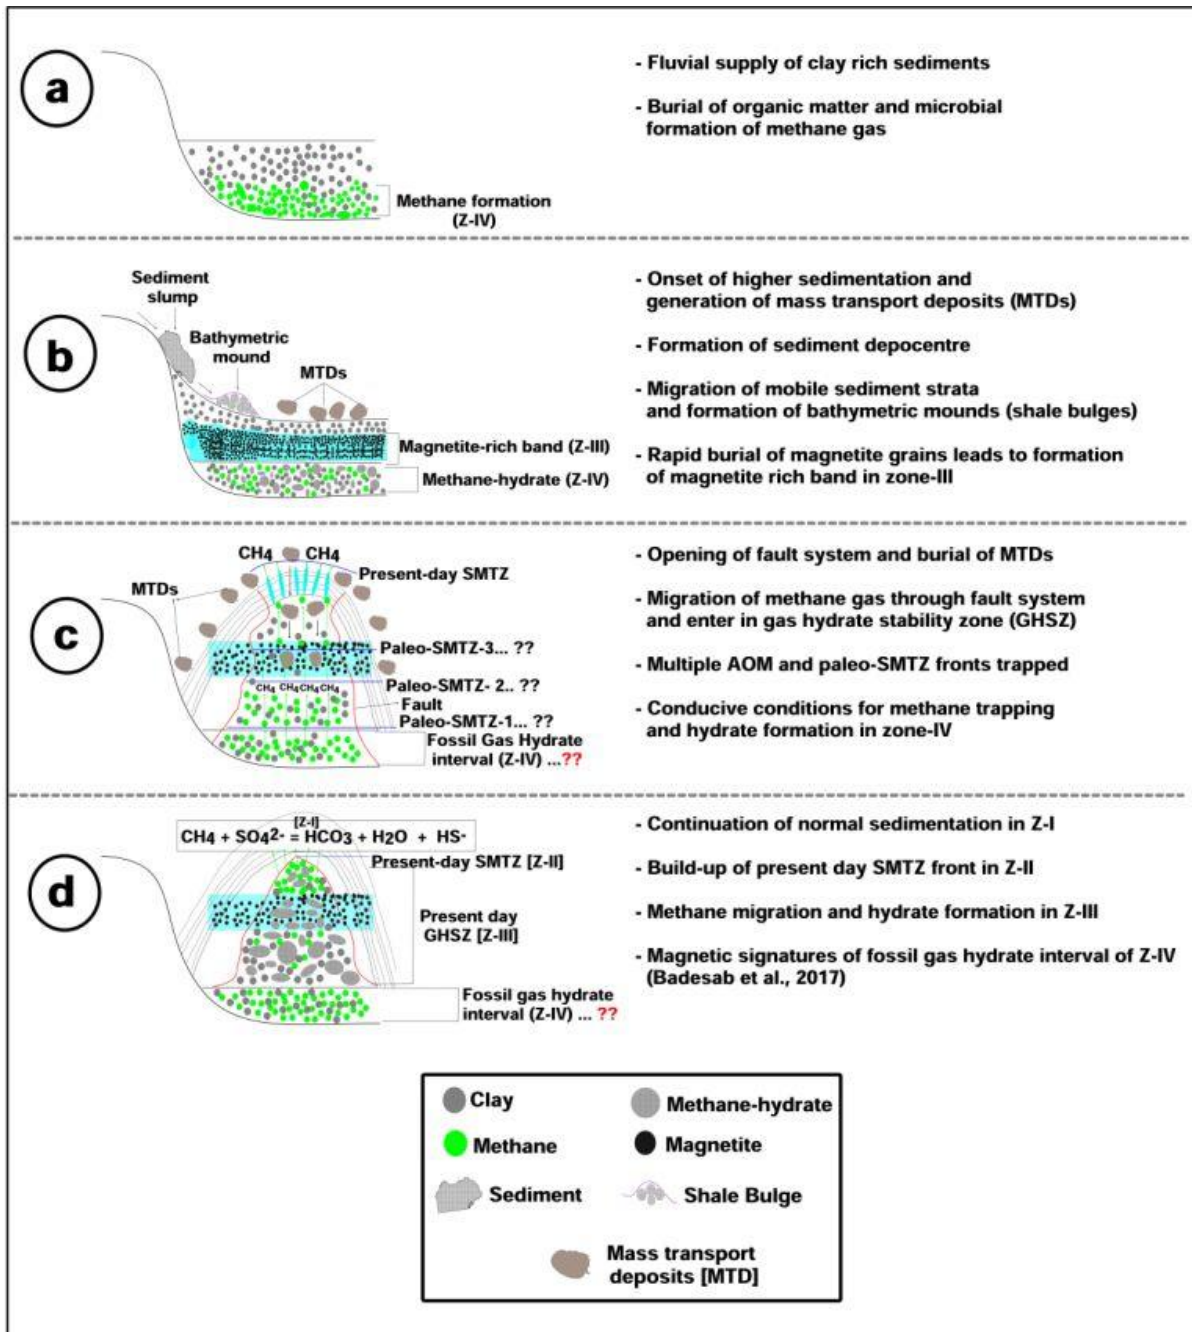 a
- Fluvial supply of clay rich sediments
- Burial of organic matter and microbial
formation of methane gas
Methane formation
(Z-IV)
b
Sediment
slump
Bathymetric
mound
MTDs
Magnetite-rich band (Z-III)
Methane-hydrate (Z-IV)
- Onset of higher sedimentation and
generation of mass transport deposits (MTDs)
- Formation of sediment depocentre
- Migration of mobile sediment strata
and formation of bathymetric mounds (shale bulges)
- Rapid burial of magnetite grains leads to formation
of magnetite rich band in zone-III
c
CH4 CH4
Present-day SMTZ
MTDs
Paleo-SMTZ-3... ??
Paleo-SMTZ- 2.. ??
CH4 CH4 CH4 CH4
Fault
Paleo-SMTZ-1... ??
Fossil Gas Hydrate
interval (Z-IV) ...??
- Opening of fault system and burial of MTDs
- Migration of methane gas through fault system
and enter in gas hydrate stability zone (GHSZ)
- Multiple AOM and paleo-SMTZ fronts trapped
- Conducive conditions for methane trapping
and hydrate formation in zone-IV
d
[Z-I]
CH4 + SO4²- = HCO3 + H2O + HS-
Present-day SMTZ [Z-II]
Present day
GHSZ [Z-III]
Fossil gas hydrate
interval (Z-IV) ... ??
- Continuation of normal sedimentation in Z-I
- Build-up of present day SMTZ front in Z-II
- Methane migration and hydrate formation in Z-III
- Magnetic signatures of fossil gas hydrate interval of Z-IV
(Badesab et al., 2017)
Clay
Methane-hydrate
Methane
Magnetite
Sediment
Shale Bulge
Mass transport
deposits [MTD]